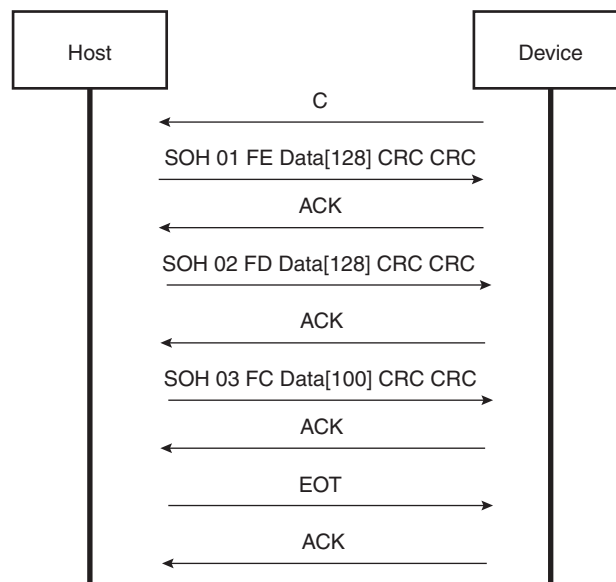 Host
Device
C
SOH 01 FE Data[128] CRC CRC
ACK
SOH 02 FD Data[128] CRC CRC
ACK
SOH 03 FC Data[100] CRC CRC
ACK
EOT
ACK